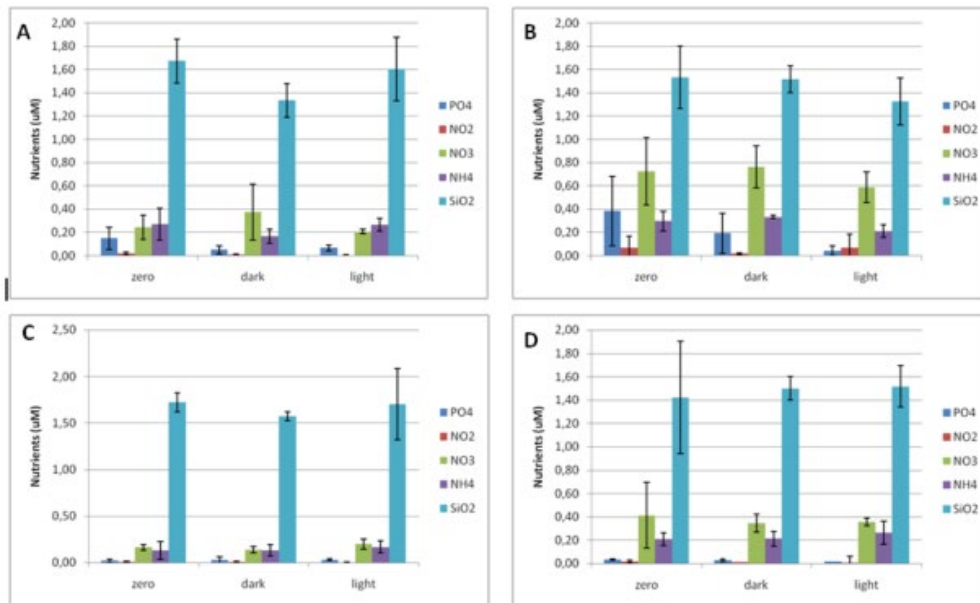 A
Nutrients (uM)
2,00
1,80
1,60
1,40
1,20
1,00
0,80
0,60
0,40
0,20
0,00
zero dark light
PO4
NO2
NO3
NH4
SiO2
B
Nutrients (uM)
2,00
1,80
1,60
1,40
1,20
1,00
0,80
0,60
0,40
0,20
0,00
zero dark light
PO4
NO2
NO3
NH4
SiO2
C
Nutrients (uM)
2,50
2,00
1,50
1,00
0,50
0,00
zero dark light
PO4
NO2
NO3
NH4
SiO2
D
Nutrients (uM)
2,00
1,80
1,60
1,40
1,20
1,00
0,80
0,60
0,40
0,20
0,00
zero dark light
PO4
NO2
NO3
NH4
SiO2